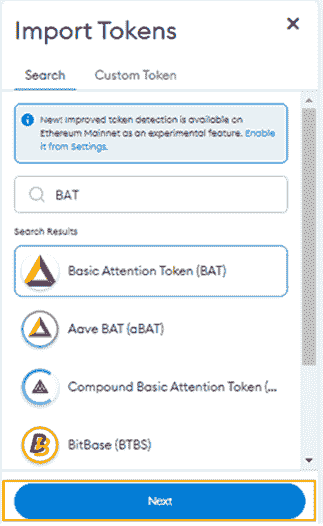 Import Tokens
Search Custom Token
New! Improved token detection is available on
Ethereum Mainnet as an experimental feature. Enable
it from Settings.
BAT
Search Results
Basic Attention Token (BAT)
Aave BAT (aBAT)
Compound Basic Attention Token (...
BitBase (BTBS)
Next